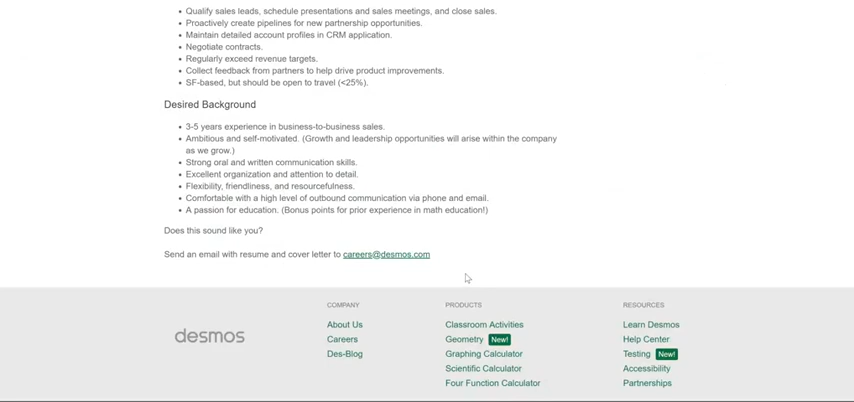 Qualify sales leads, schedule presentations and sales meetings, and close sales.
Proactively create pipelines for new partnership opportunities.
Maintain detailed account profiles in CRM application.
Negotiate contracts.
Regularly exceed revenue targets.
Collect feedback from partners to help drive product improvements.
SF-based, but should be open to travel (<25%).
Desired Background
3-5 years experience in business-to-business sales.
Ambitious and self-motivated. (Growth and leadership opportunities will arise within the company
as we grow.)
Strong oral and written communication skills.
Excellent organization and attention to detail.
Flexibility, friendliness, and resourcefulness.
Comfortable with a high level of outbound communication via phone and email.
A passion for education. (Bonus points for prior experience in math education!)
Does this sound like you?
Send an email with resume and cover letter to careers@desmos.com
desmos
COMPANY
About Us
Careers
Des-Blog
PRODUCTS
Classroom Activities
Geometry New!
Graphing Calculator
Scientific Calculator
Four Function Calculator
RESOURCES
Learn Desmos
Help Center
Testing New!
Accessibility
Partnerships